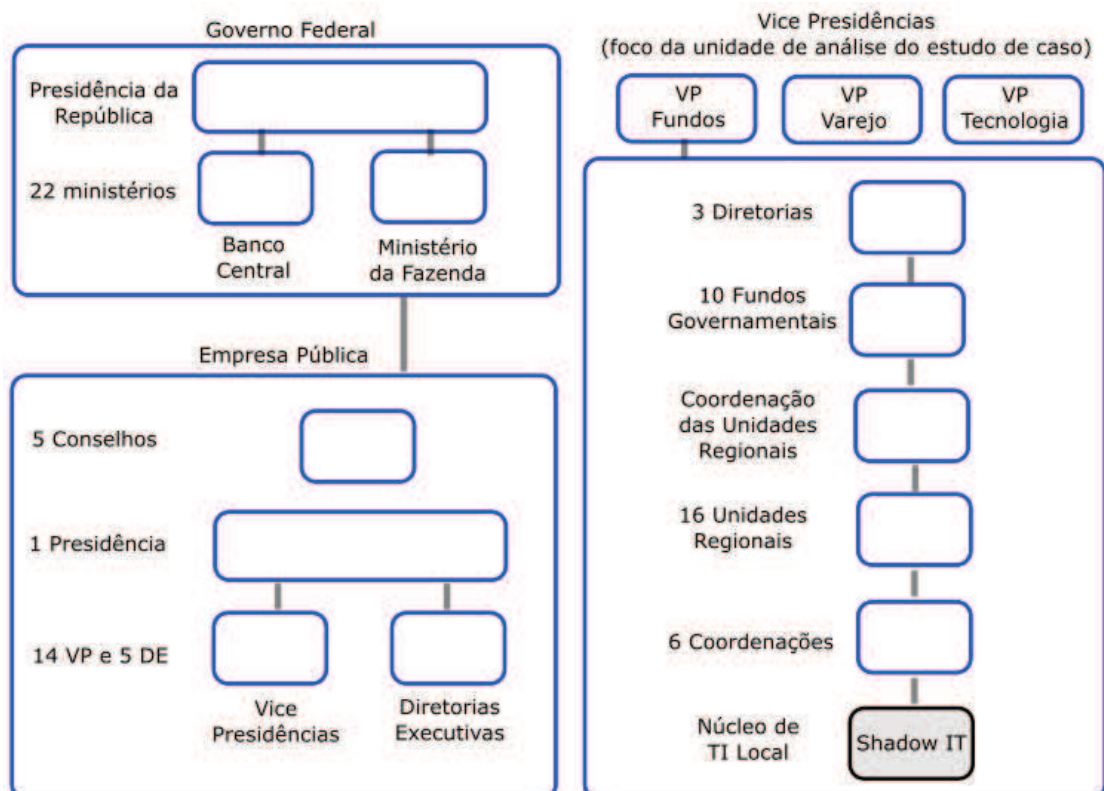 Governo Federal
Presidência da
República
22 ministérios
Banco
Central
Ministério
da Fazenda
Empresa Pública
5 Conselhos
1 Presidência
14 VP e 5 DE
Vice
Presidências
Diretorias
Executivas
Vice Presidências
(foco da unidade de análise do estudo de caso)
VP
Fundos
VP
Varejo
VP
Tecnologia
3 Diretorias
10 Fundos
Governamentais
Coordenação
das Unidades
Regionais
16 Unidades
Regionais
6 Coordenações
Núcleo de
TI Local
Shadow IT